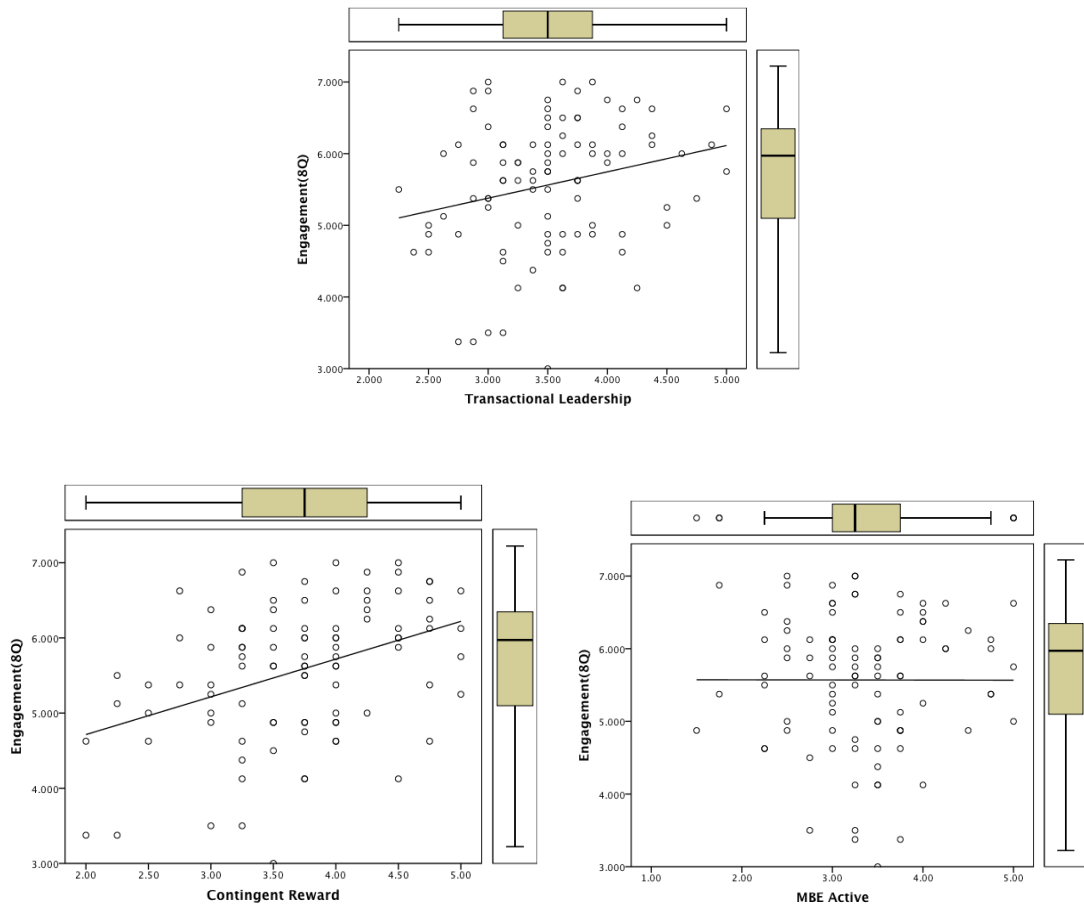 7.000
6.000
5.000
4.000
3.000
Engagement(8Q)
2.000 2.500 3.000 3.500 4.000 4.500 5.000
Transactional Leadership
7.000
6.000
5.000
4.000
3.000
Engagement(8Q)
2.00 2.50 3.00 3.50 4.00 4.50 5.00
Contingent Reward
7.000
6.000
5.000
4.000
3.000
Engagement(8Q)
1.00 2.00 3.00 4.00 5.00
MBE Active